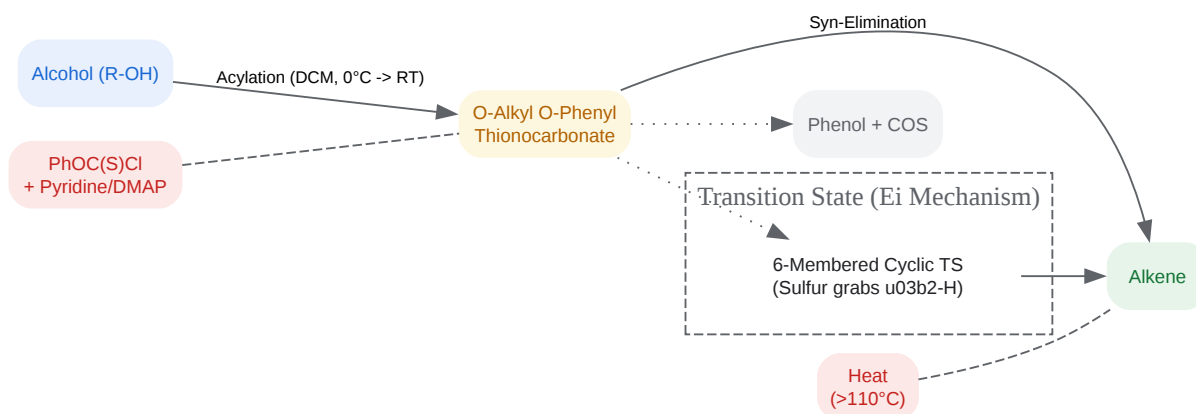 Syn-Elimination
Alcohol (R-OH)
Acylation (DCM, 0°C -> RT)
O-Alkyl O-Phenyl
Thionocarbonate
Phenol + COS
PhOC(S)Cl
+ Pyridine/DMAP
Transition State (Ei Mechanism)
6-Membered Cyclic TS
(Sulfur grabs u03b2-H)
Alkene
Heat
(>110°C)